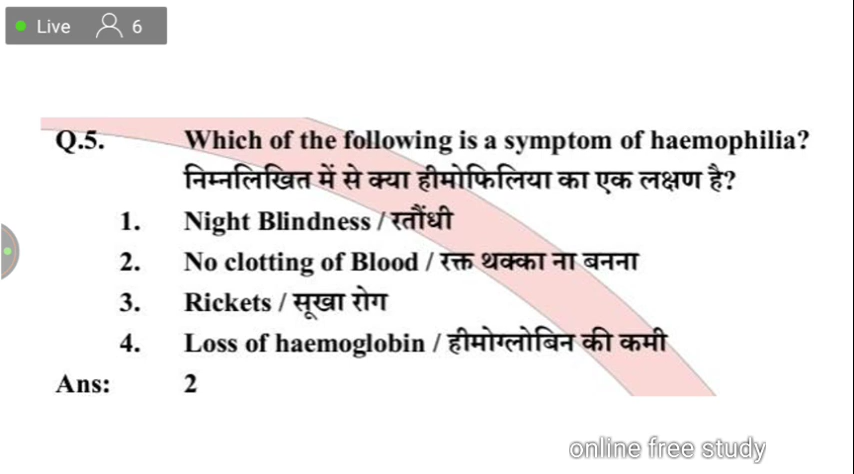 Live 6
Q.5. Which of the following is a symptom of haemophilia?
निम्नलिखित में से क्या हीमोफिलिया का एक लक्षण है?
1. Night Blindness / रतौंधी
2. No clotting of Blood / रक्त थक्का ना बनना
3. Rickets / सूखा रोग
4. Loss of haemoglobin / हीमोग्लोबिन की कमी
Ans: 2
online free study